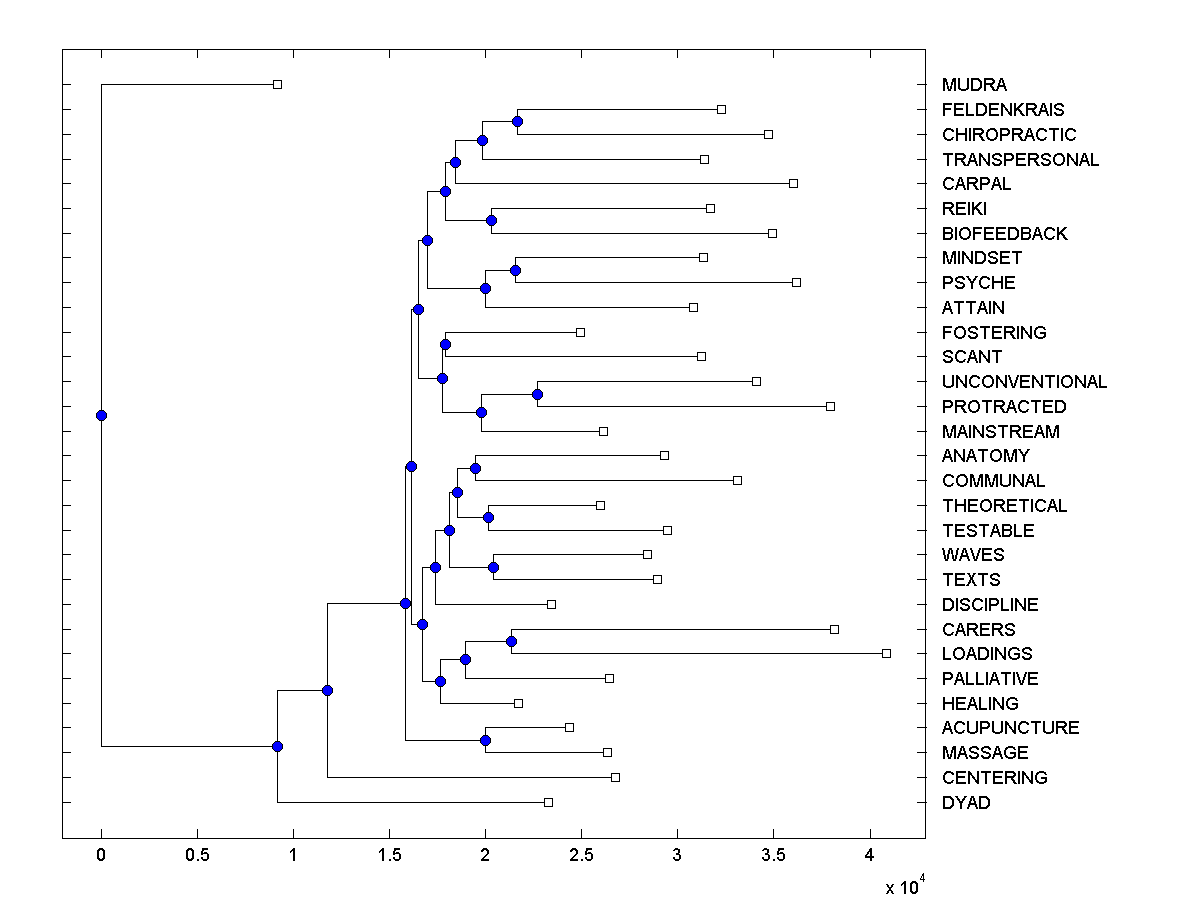 MUDRA
FELDENKRAIS
CHIROPRACTIC
TRANSPERSONAL
CARPAL
REIKI
BIOFEEDBACK
MINDSET
PSYCHE
ATTAIN
FOSTERING
SCANT
UNCONVENTIONAL
PROTRACTED
MAINSTREAM
ANATOMY
COMMUNAL
THEORETICAL
TESTABLE
WAVES
TEXTS
DISCIPLINE
CARERS
LOADINGS
PALLIATIVE
HEALING
ACUPUNCTURE
MASSAGE
CENTERING
DYAD
0 0.5 1 1.5 2 2.5 3 3.5 4
x 10^4